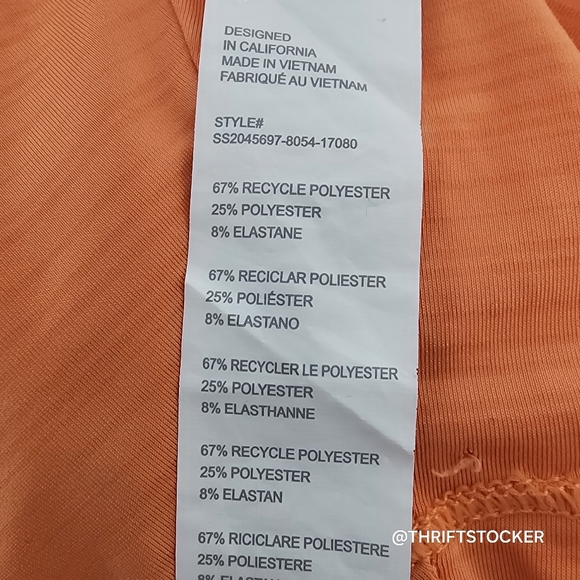 DESIGNED
IN CALIFORNIA
MADE IN VIETNAM
FABRIQUÉ AU VIETNAM
STYLE#
SS2045697-8054-17080
67% RECYCLE POLYESTER
25% POLYESTER
8% ELASTANE
67% RECICLAR POLIESTER
25% POLIÉSTER
8% ELASTANO
67% RECYCLER LE POLYESTER
25% POLYESTER
8% ELASTHANNE
67% RECYCLE POLYESTER
25% POLYESTER
8% ELASTAN
67% RICICLARE POLIESTERE
25% POLIESTERE
8%
@THRIFTSTOCKER